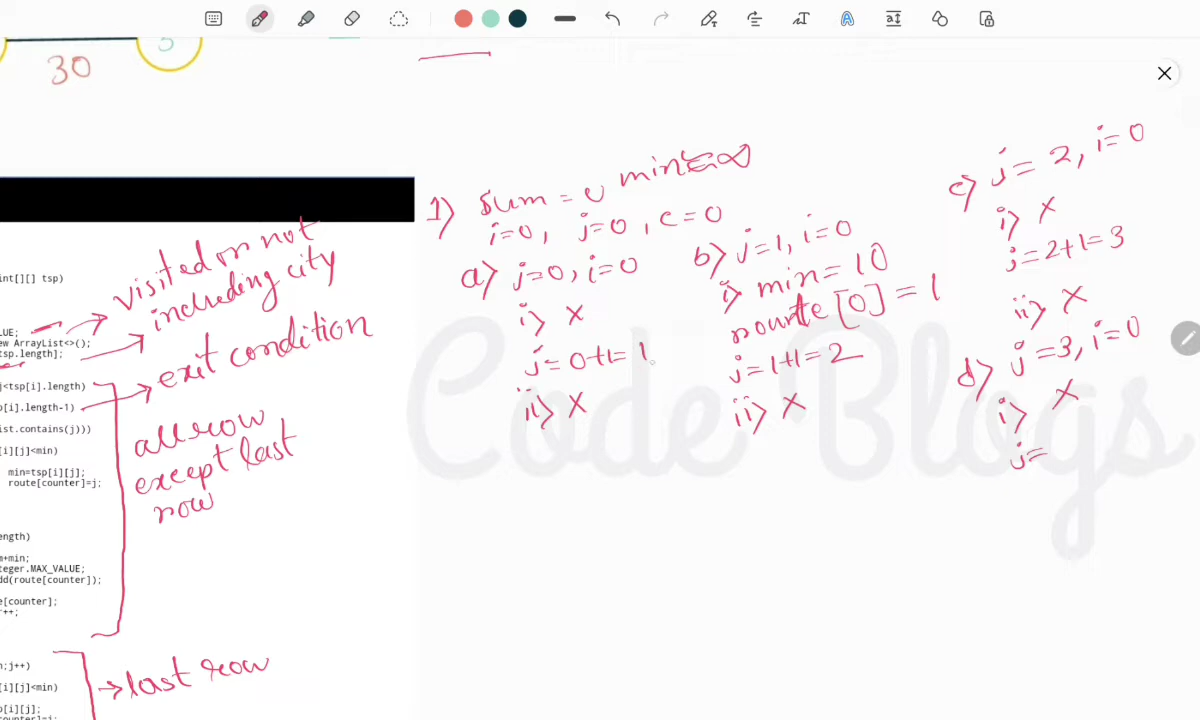 30
3
int[][] tsp)
LUE;
ew ArrayList<>();
tsp.length];
j<tsp[i].length)
p[i].length-1)
ist.contains(j)))
[i][j]<min)
min=tsp[i][j];
route[counter]=j;
ength)
m+min;
teger.MAX_VALUE;
dd(route[counter]);
e[counter];
r++;
n;j++)
[i][j]<min)
p[i][j];
counter]=j;
visited or not
including city
exit condition
all row
except last
row
→last row
1) Sum = 0 min=∞
i=0, j=0, c=0
a) j=0, i=0
i> X
j=0+1=1
ii> X
b) j=1, i=0
i> min=10
route[0]=1
j=1+1=2
ii> X
c) j=2, i=0
i> X
j=2+1=3
ii> X
d) j=3, i=0
i> X
j=
Code Blogs